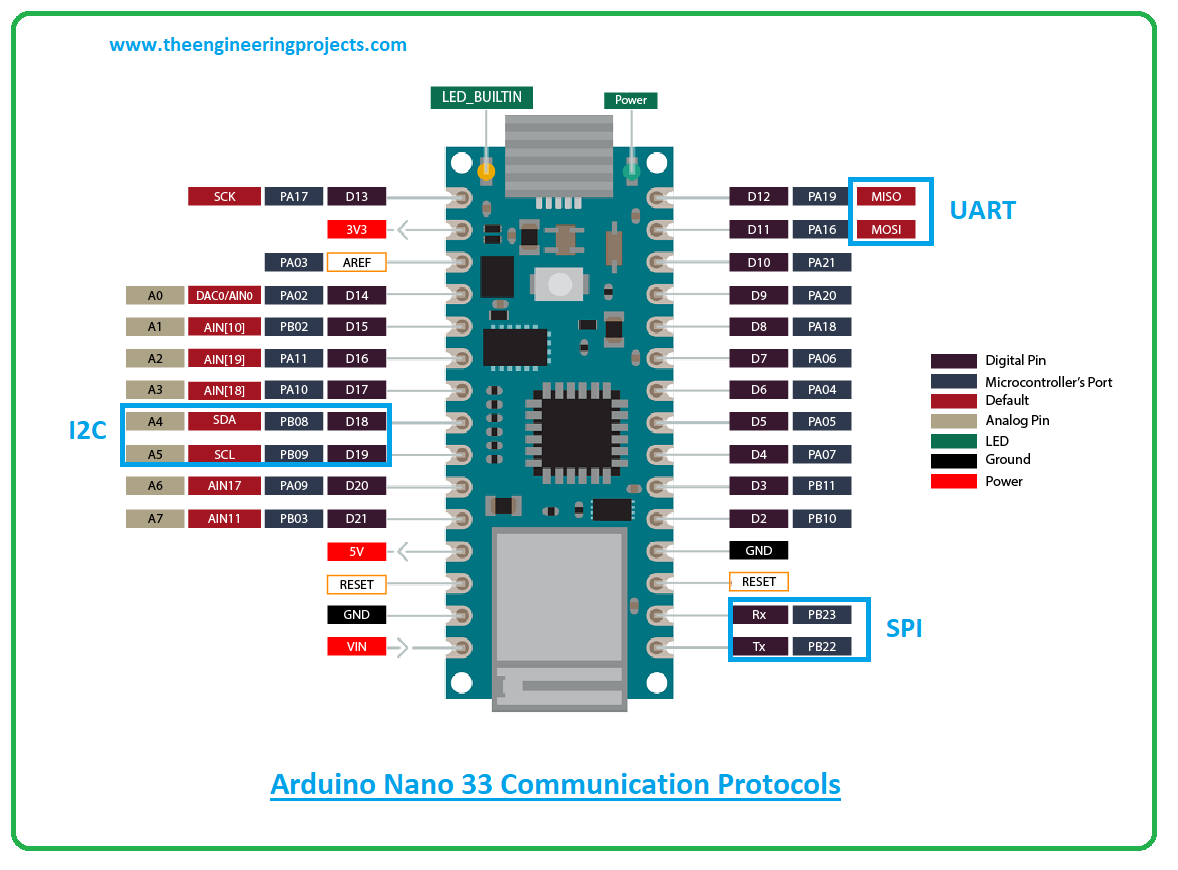 www.theengineeringprojects.com
LED_BUILTIN Power
SCK PA17 D13 D12 PA19 MISO
UART
3V3 D11 PA16 MOSI
PA03 AREF D10 PA21
A0 DAC0/AIN0 PA02 D14 D9 PA20
A1 AIN[10] PB02 D15 D8 PA18
A2 AIN[19] PA11 D16 D7 PA06
Digital Pin
Microcontroller's Port
A3 AIN[18] PA10 D17 D6 PA04
Default
I2C
A4 SDA PB08 D18 D5 PA05
Analog Pin
LED
A5 SCL PB09 D19 D4 PA07
Ground
A6 AIN17 PA09 D20 D3 PB11
Power
A7 AIN11 PB03 D21 D2 PB10
5V GND
RESET RESET
GND Rx PB23
SPI
VIN Tx PB22
Arduino Nano 33 Communication Protocols